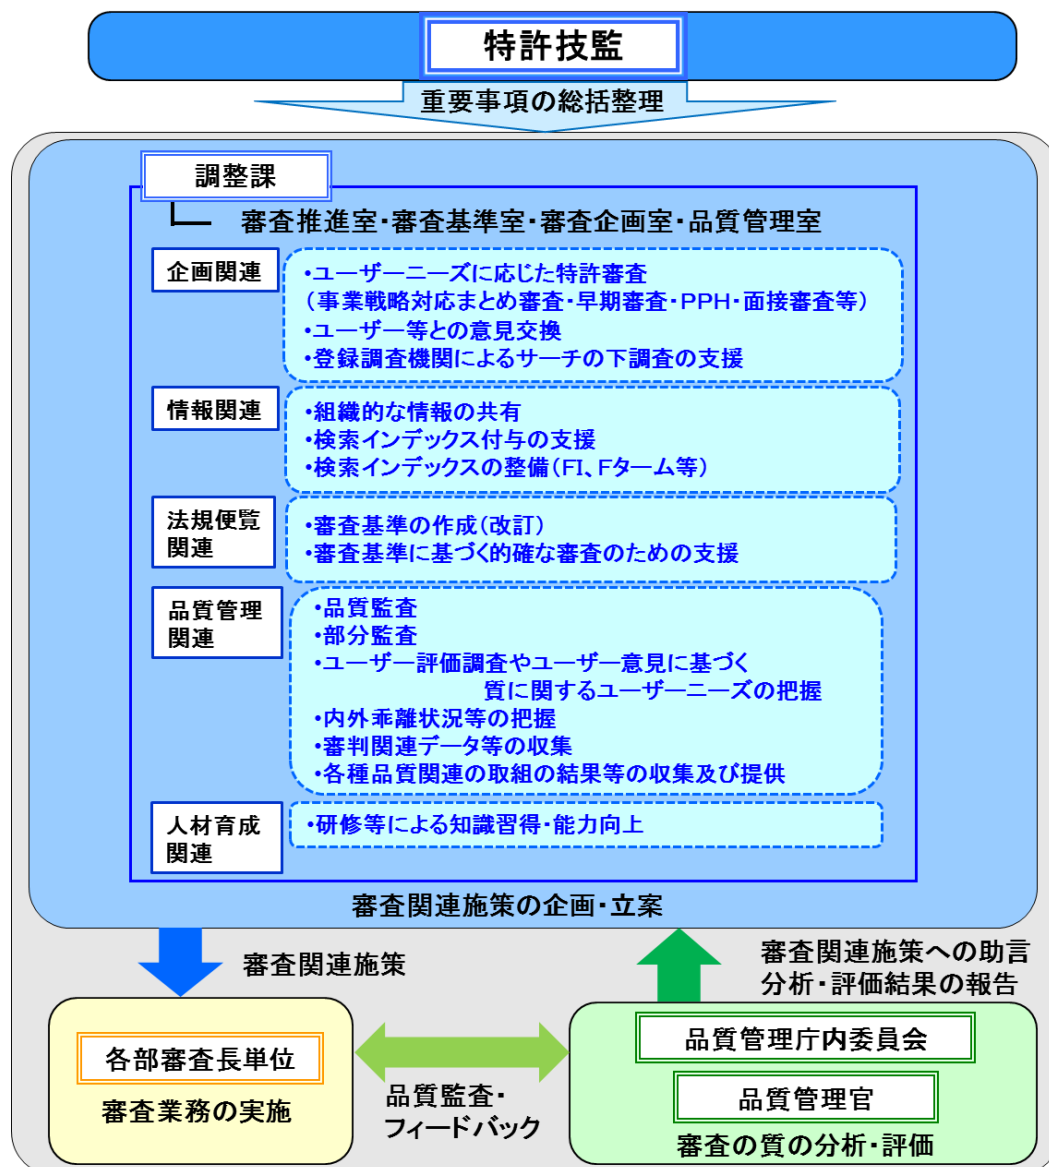 特許技監
重要事項の総括整理
調整課
審査推進室・審査基準室・審査企画室・品質管理室
企画関連
・ユーザーニーズに応じた特許審査
（事業戦略対応まとめ審査・早期審査・PPH・面接審査等）
・ユーザー等との意見交換
・登録調査機関によるサーチの下調査の支援
情報関連
・組織的な情報の共有
・検索インデックス付与の支援
・検索インデックスの整備（FI、Fターム等）
法規便覧
関連
・審査基準の作成（改訂）
・審査基準に基づく的確な審査のための支援
品質管理
関連
・品質監査
・部分監査
・ユーザー評価調査やユーザー意見に基づく
質に関するユーザーニーズの把握
・内外乖離状況等の把握
・審判関連データ等の収集
・各種品質関連の取組の結果等の収集及び提供
人材育成
関連
・研修等による知識習得・能力向上
審査関連施策の企画・立案
審査関連施策
審査関連施策への助言
分析・評価結果の報告
各部審査長単位
審査業務の実施
品質監査・
フィードバック
品質管理庁内委員会
品質管理官
審査の質の分析・評価